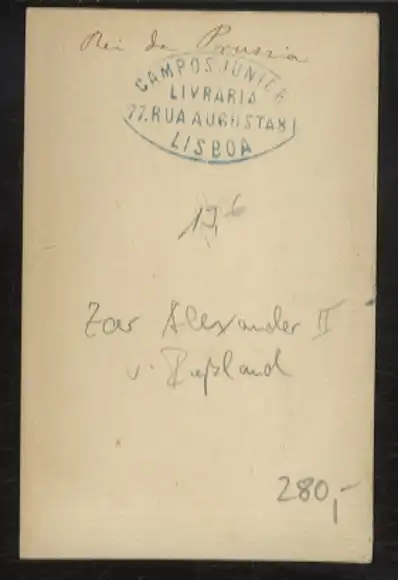 Rei da Prussia
CAMPOS JUNIOR
LIVRARIA
77. RUA AUGUSTA 81
LISBOA
Zar Alexander II
v. Rußland
280,-